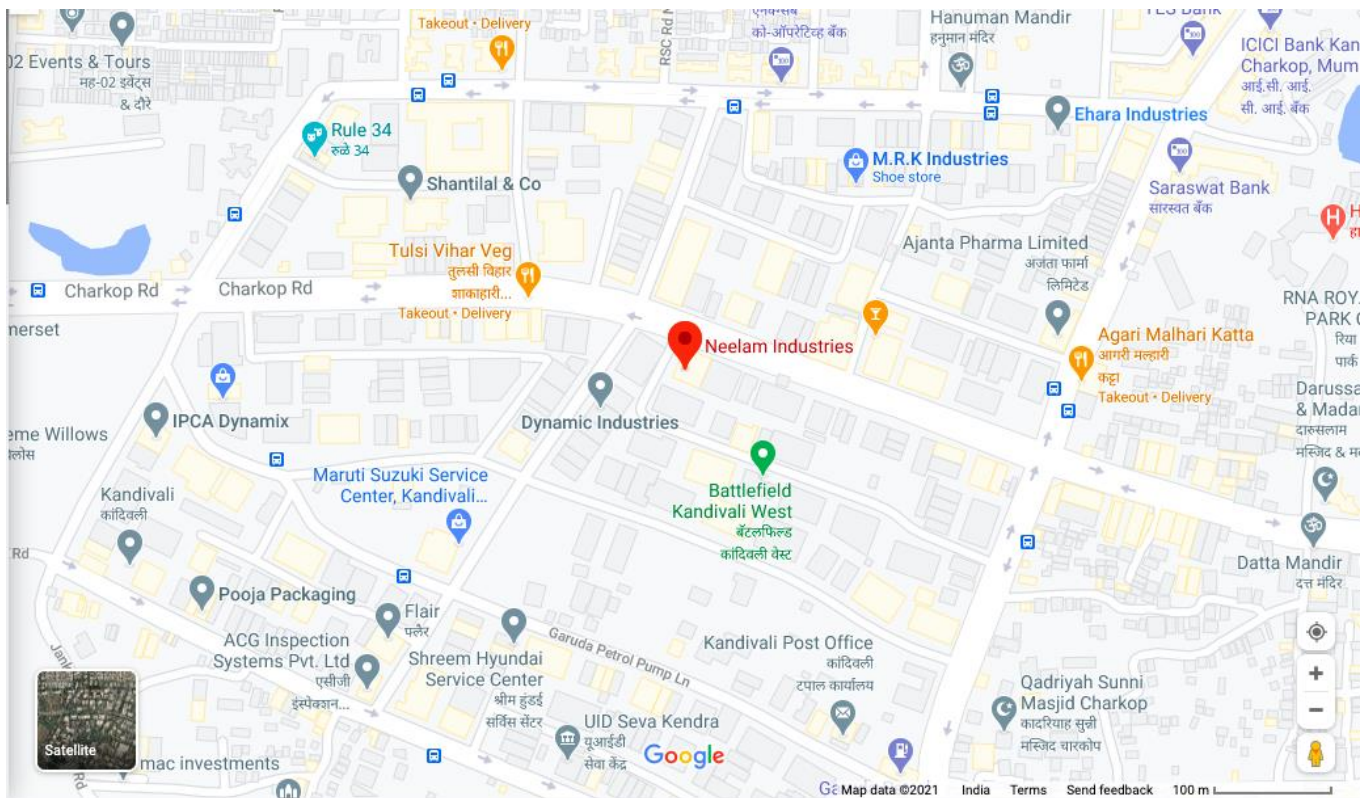 Takeout • Delivery
RSC Rd N
को-ऑपरेटिव्ह बँक
Hanuman Mandir
हनुमान मंदिर
YES Bank
ICICI Bank Kan
Charkop, Mum
आई.सी. आई.
सी. आई. बँक
02 Events & Tours
मह-02 इवेंट्स
& दौरे
Rule 34
रुळे 34
Shantilal & Co
M.R.K Industries
Shoe store
Ehara Industries
Saraswat Bank
सारस्वत बँक
H
हा
Tulsi Vihar Veg
तुलसी विहार
शाकाहारी...
Takeout • Delivery
Charkop Rd
Charkop Rd
Ajanta Pharma Limited
अजंता फार्मा
लिमिटेड
RNA ROYA
PARK C
रिया
पार्क
merset
Neelam Industries
Agari Malhari Katta
आगरी मल्हारी
कट्टा
Takeout • Delivery
Darussa
& Madar
दारुसलाम
मस्जिद & म
IPCA Dynamix
Dynamic Industries
eme Willows
लोस
Maruti Suzuki Service
Center, Kandivali...
Battlefield
Kandivali West
बॅटलफिल्ड
कांदिवली वेस्ट
Kandivali
कांदिवली
Rd
Datta Mandir
दत्त मंदिर
Pooja Packaging
Flair
फ्लैर
ACG Inspection
Systems Pvt. Ltd
एसीजी
इंस्पेक्शन...
Shreem Hyundai
Service Center
श्रीम हुंडई
सर्विस सेंटर
Garuda Petrol Pump Ln
Kandivali Post Office
कांदिवली
टपाल कार्यालय
Qadriyah Sunni
Masjid Charkop
कादरियाह सुन्नी
मस्जिद चारकोप
Jank
Rd
UID Seva Kendra
यूआईडी
सेवा केंद्र
Satellite
mac investments
Google
Ga
Map data ©2021
India
Terms
Send feedback
100 m